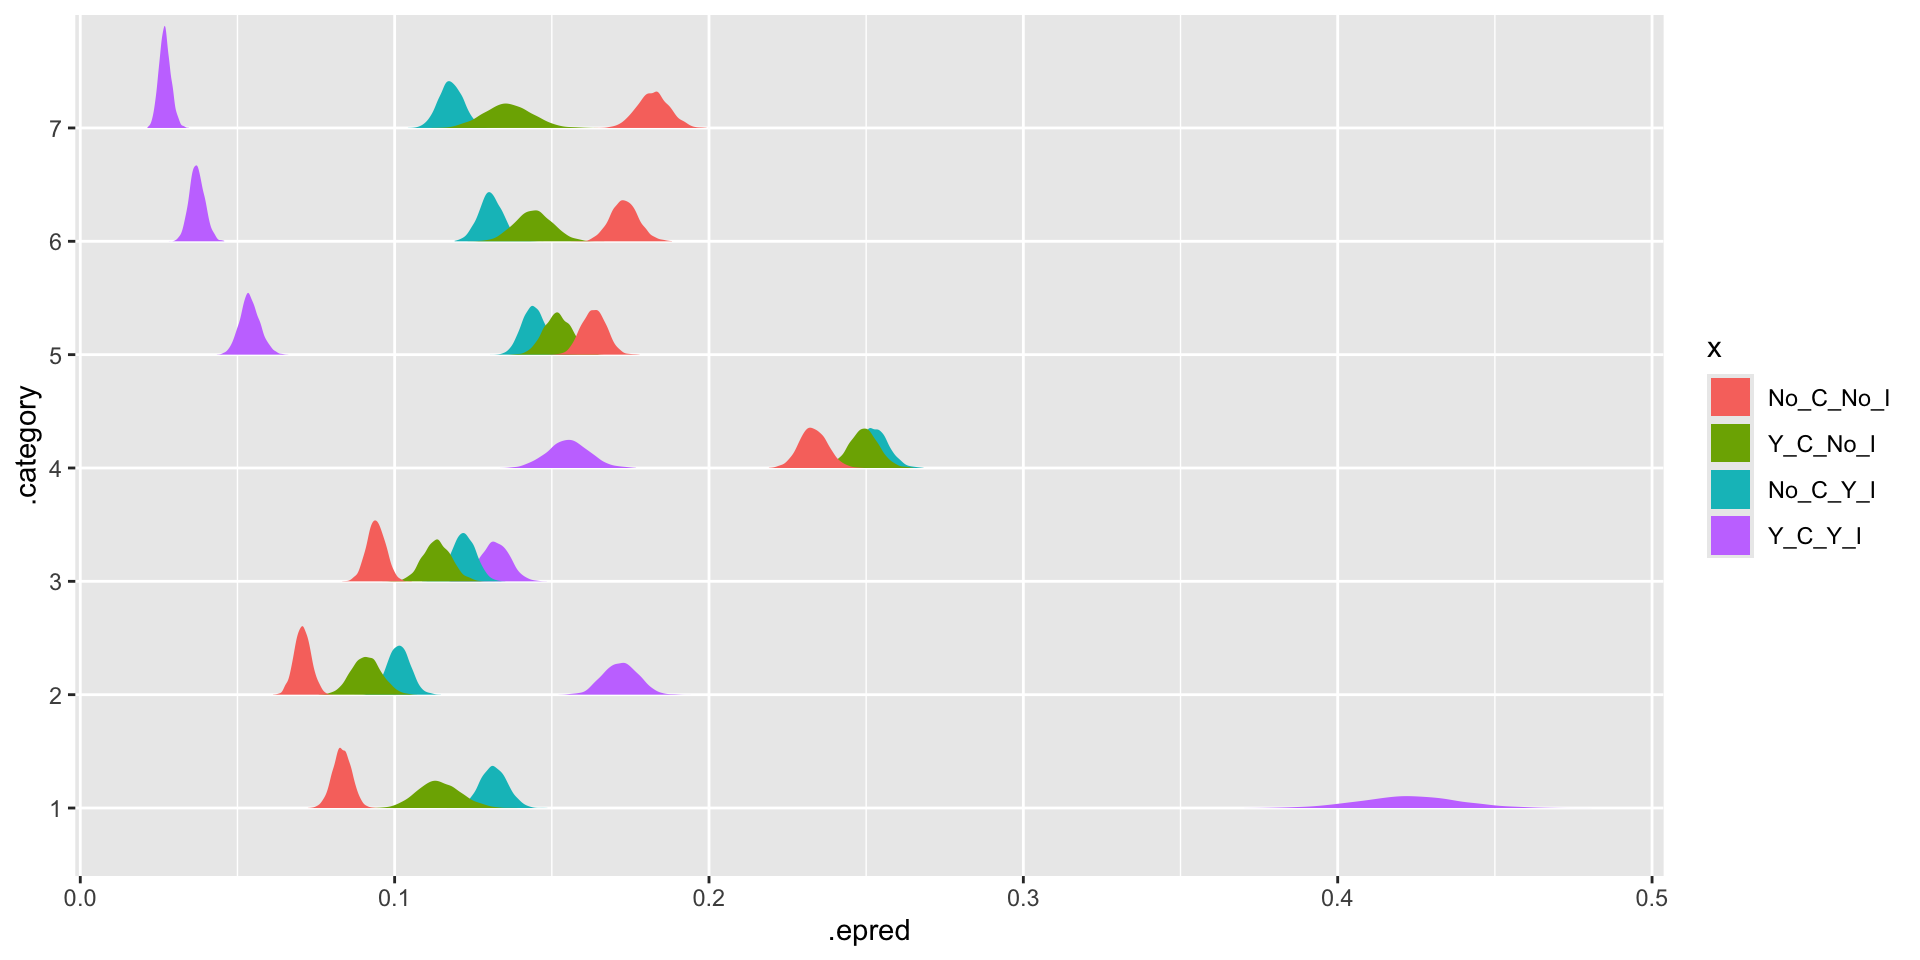 7
6
5
4
3
2
1
.category
0.0 0.1 0.2 0.3 0.4 0.5
.epred
x
No_C_No_I
Y_C_No_I
No_C_Y_I
Y_C_Y_I